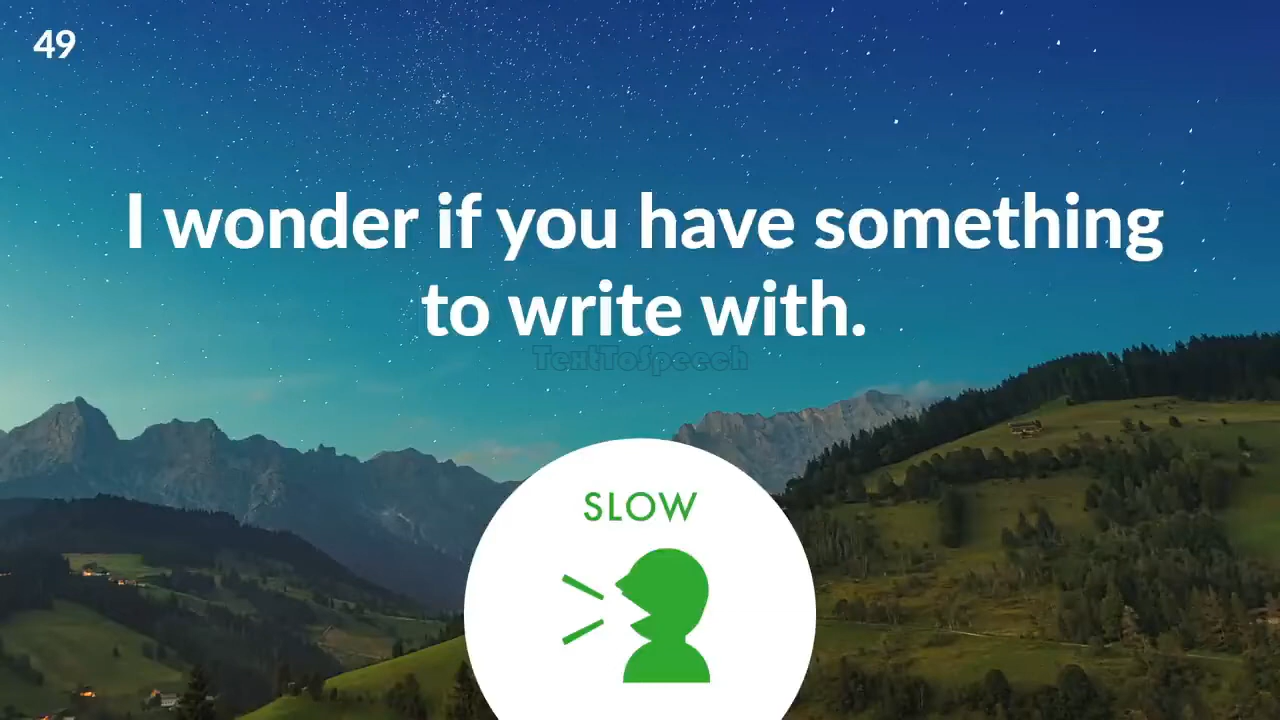 49
I wonder if you have something
to write with.
TextToSpeech
SLOW